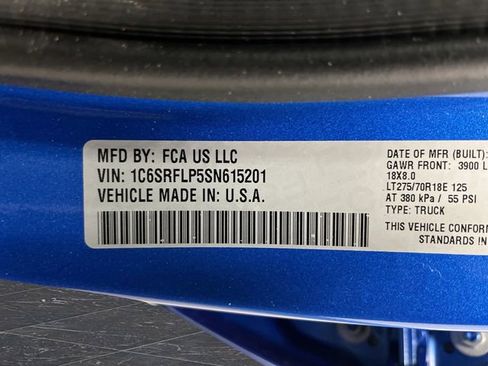 MFD BY: FCA US LLC
VIN: 1C6SRFLP5SN615201
VEHICLE MADE IN: U.S.A.
DATE OF MFR (BUILT):
GAWR FRONT: 3900 L
18X8.0
LT275/70R18E 125
AT 380 kPa / 55 PSI
TYPE: TRUCK
THIS VEHICLE CONFORM
STANDARDS IN